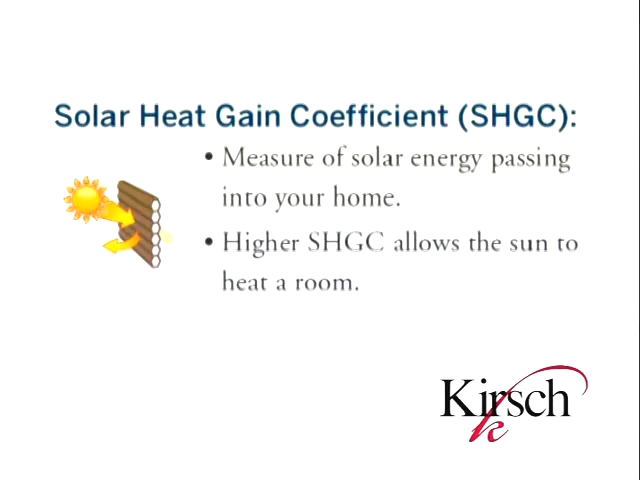 Solar Heat Gain Coefficient (SHGC):
• Measure of solar energy passing
into your home.
• Higher SHGC allows the sun to
heat a room.
Kirsch
k